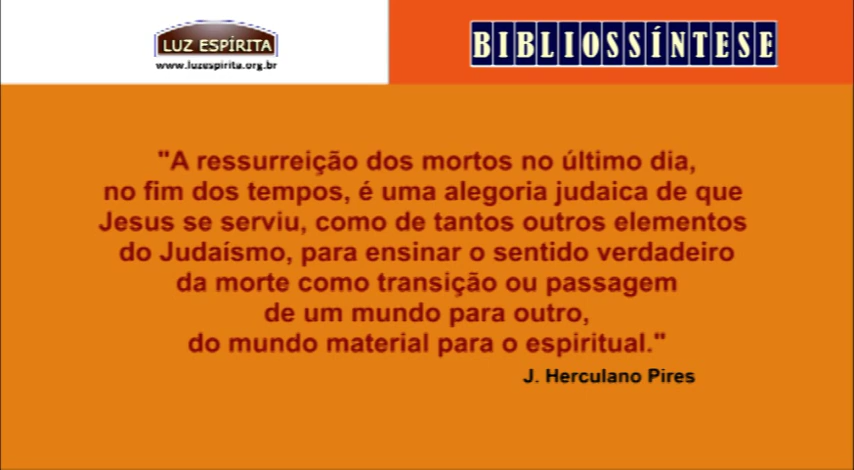 LUZ ESPÍRITA
www.luzespirita.org.br
BIBLIOSSÍNTESE
"A ressurreição dos mortos no último dia,
no fim dos tempos, é uma alegoria judaica de que
Jesus se serviu, como de tantos outros elementos
do Judaísmo, para ensinar o sentido verdadeiro
da morte como transição ou passagem
de um mundo para outro,
do mundo material para o espiritual."
J. Herculano Pires